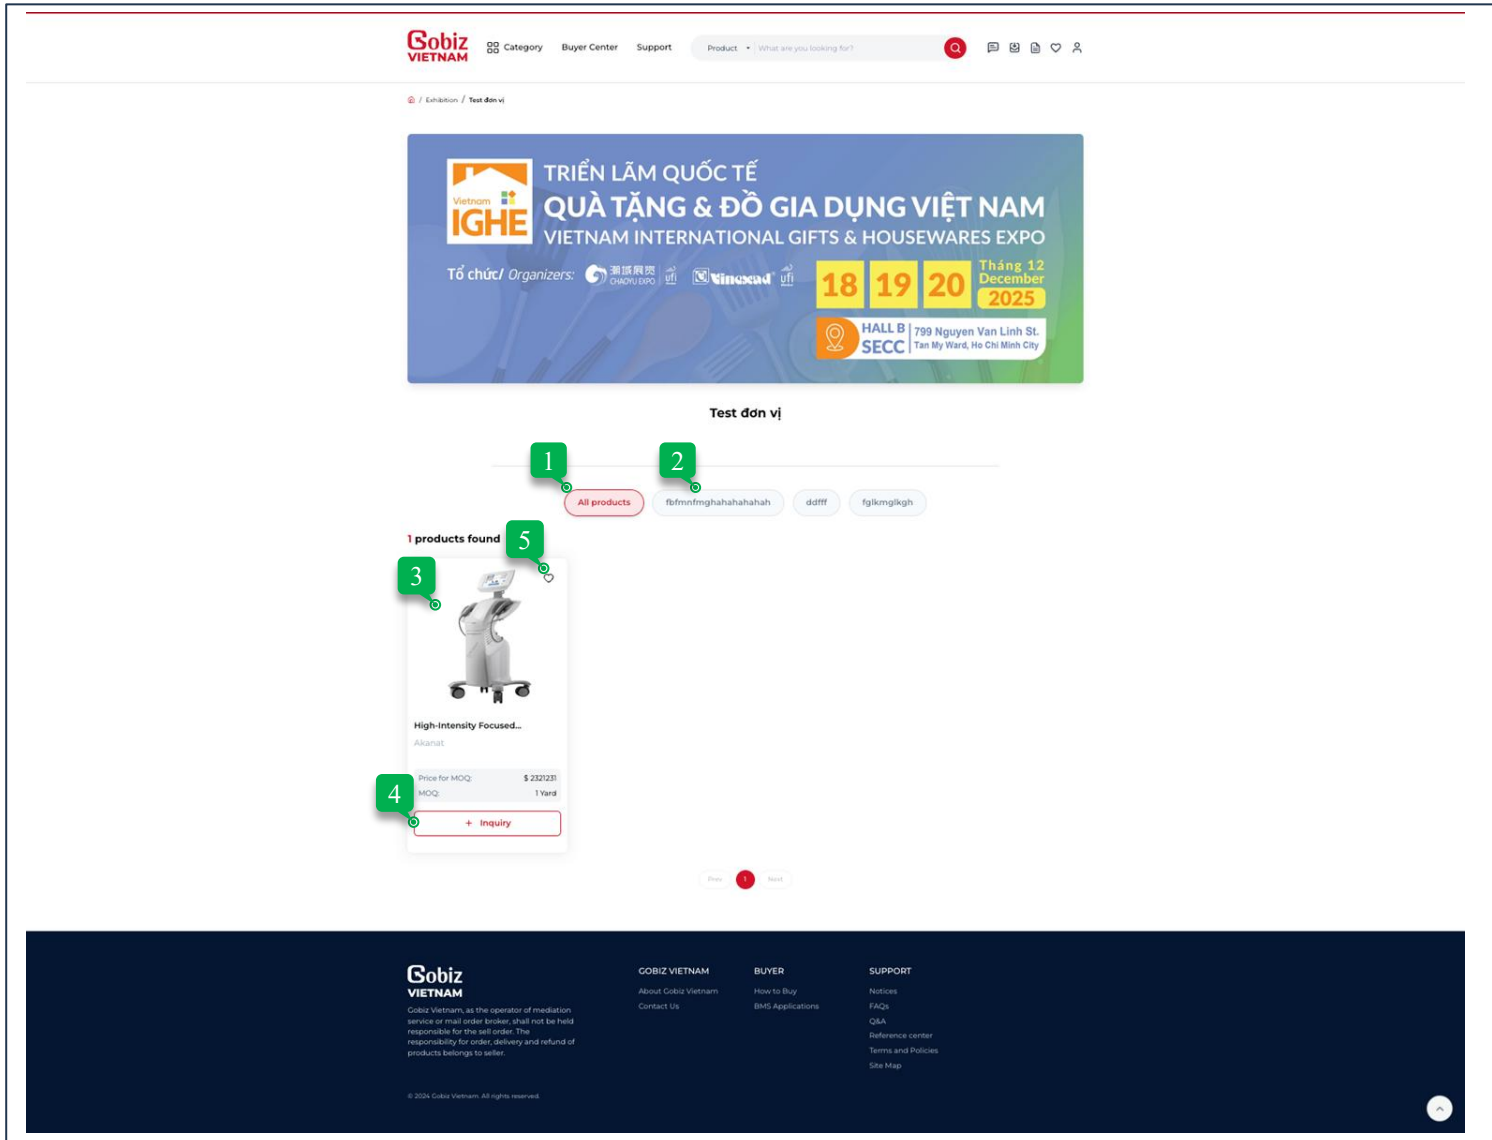 Gobiz
VIETNAM
Category
Buyer Center
Support
Product
What are you looking for?
/ Exhibition / Test đơn vị
TRIỂN LÃM QUỐC TẾ
QUÀ TẶNG & ĐỒ GIA DỤNG VIỆT NAM
VIETNAM INTERNATIONAL GIFTS & HOUSEWARES EXPO
Vietnam
IGHE
Tổ chức/ Organizers:
CHAOYU EXPO
ufi
Vinexad
ufi
18 19 20
Tháng 12
December
2025
HALL B
SECC
799 Nguyen Van Linh St.
Tan My Ward, Ho Chi Minh City
Test đơn vị
1
2
All products
fbfmnfmghahahahahah
ddfff
fglkmglkgh
1 products found
5
3
High-Intensity Focused...
Akanat
Price for MOQ: $ 2321231
MOQ: 1 Yard
4
+ Inquiry
Prev 1 Next
Gobiz
VIETNAM
Gobiz Vietnam, as the operator of mediation
service or mail order broker, shall not be held
responsible for the sell order. The
responsibility for order, delivery and refund of
products belongs to seller.
© 2024 Gobiz Vietnam. All rights reserved.
GOBIZ VIETNAM
About Gobiz Vietnam
Contact Us
BUYER
How to Buy
BMS Applications
SUPPORT
Notices
FAQs
Q&A
Reference center
Terms and Policies
Site Map